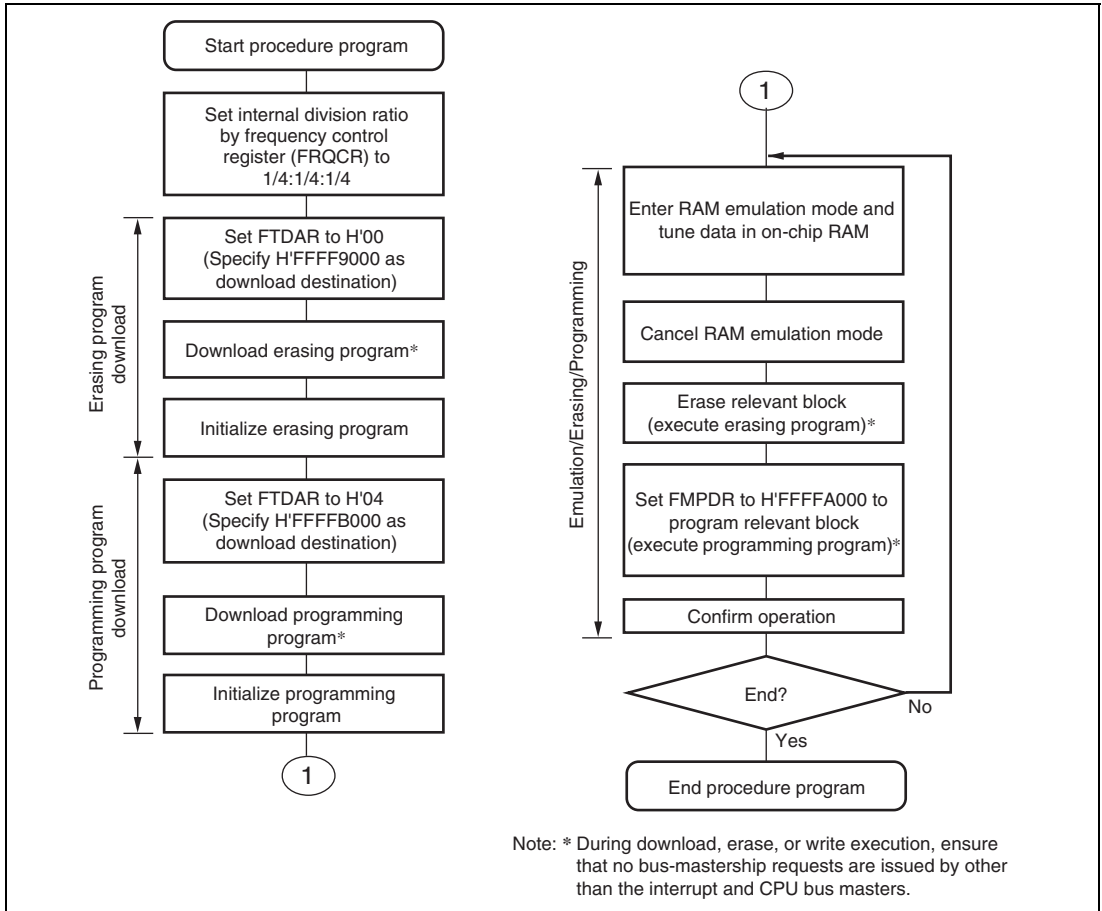 Start procedure program
Set internal division ratio
by frequency control
register (FRQCR) to
1/4:1/4:1/4
Erasing program
download
Set FTDAR to H'00
(Specify H'FFFF9000 as
download destination)
Download erasing program*
Initialize erasing program
Programming program
download
Set FTDAR to H'04
(Specify H'FFFFB000 as
download destination)
Download programming
program*
Initialize programming
program
1
1
Emulation/Erasing/Programming
Enter RAM emulation mode and
tune data in on-chip RAM
Cancel RAM emulation mode
Erase relevant block
(execute erasing program)*
Set FMPDR to H'FFFFA000 to
program relevant block
(execute programming program)*
Confirm operation
End?
No
Yes
End procedure program
Note: * During download, erase, or write execution, ensure
that no bus-mastership requests are issued by other
than the interrupt and CPU bus masters.